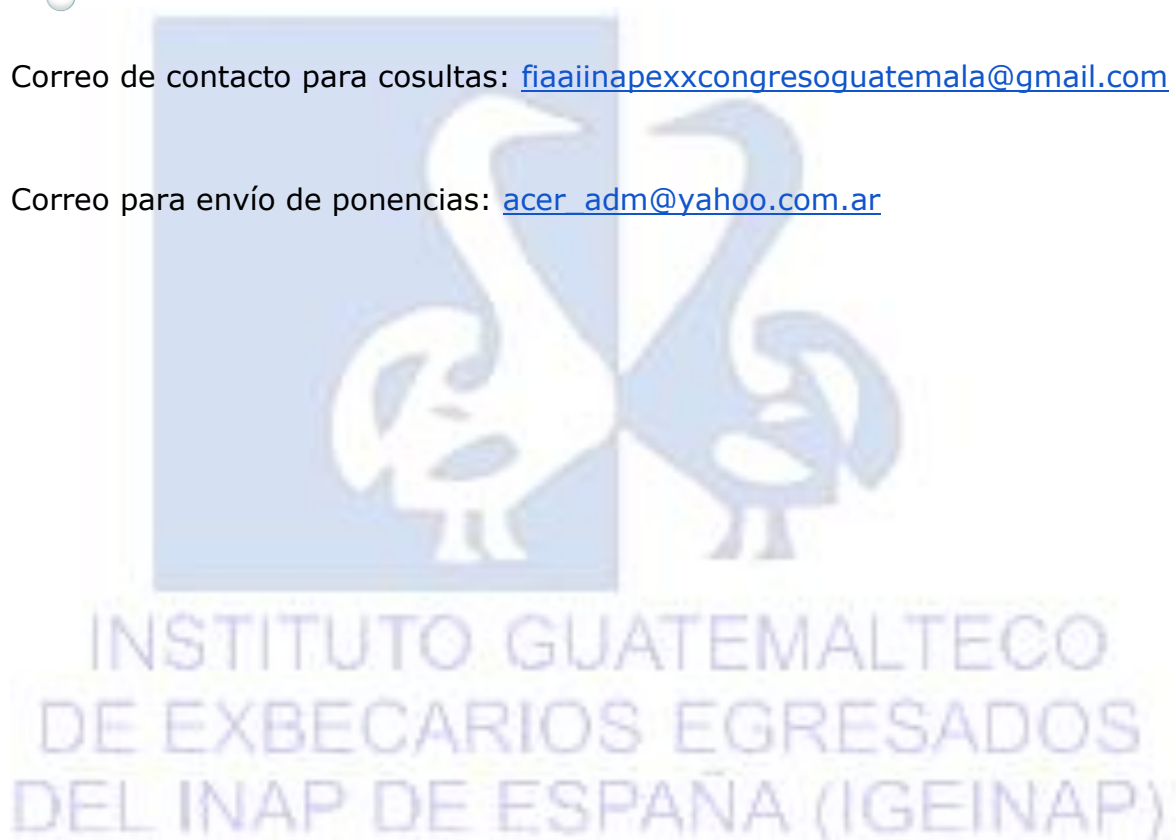 Correo de contacto para cosultas: fiaaiinapexxcongresoguatemala@gmail.com
Correo para envío de ponencias: acer_adm@yahoo.com.ar
INSTITUTO GUATEMALTECO
DE EXBECARIOS EGRESADOS
DEL INAP DE ESPAÑA (IGEINAP)